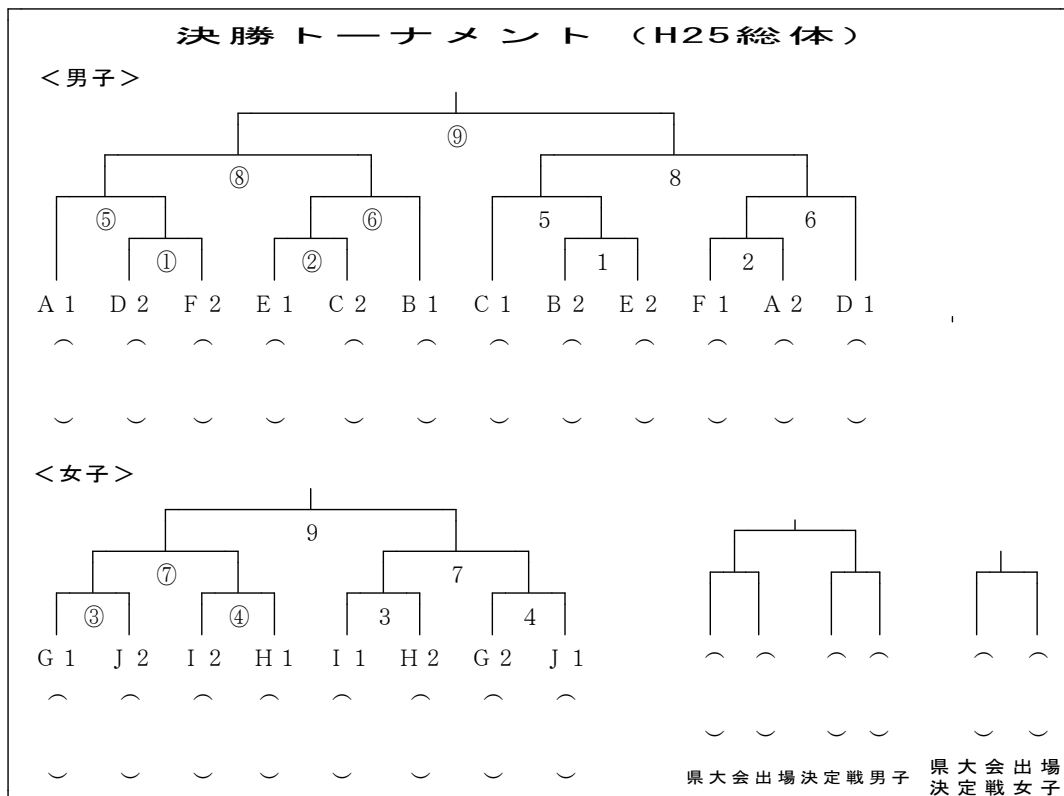 決勝トーナメント（H25総体）
＜男子＞
⑨
⑧ 8
⑤ ⑥ 5 6
① ② 1 2
A1 D2 F2 E1 C2 B1 C1 B2 E2 F1 A2 D1
（ （ （ （ （ （ （ （ （ （ （ （
） ） ） ） ） ） ） ） ） ） ） ）
＜女子＞
9
⑦ 7
③ ④ 3 4
G1 J2 I2 H1 I1 H2 G2 J1
（ （ （ （ （ （ （ （
） ） ） ） ） ） ） ）
（ （ （ （
） ） ） ）
県大会出場決定戦男子
（ （
） ）
県大会出場
決定戦女子